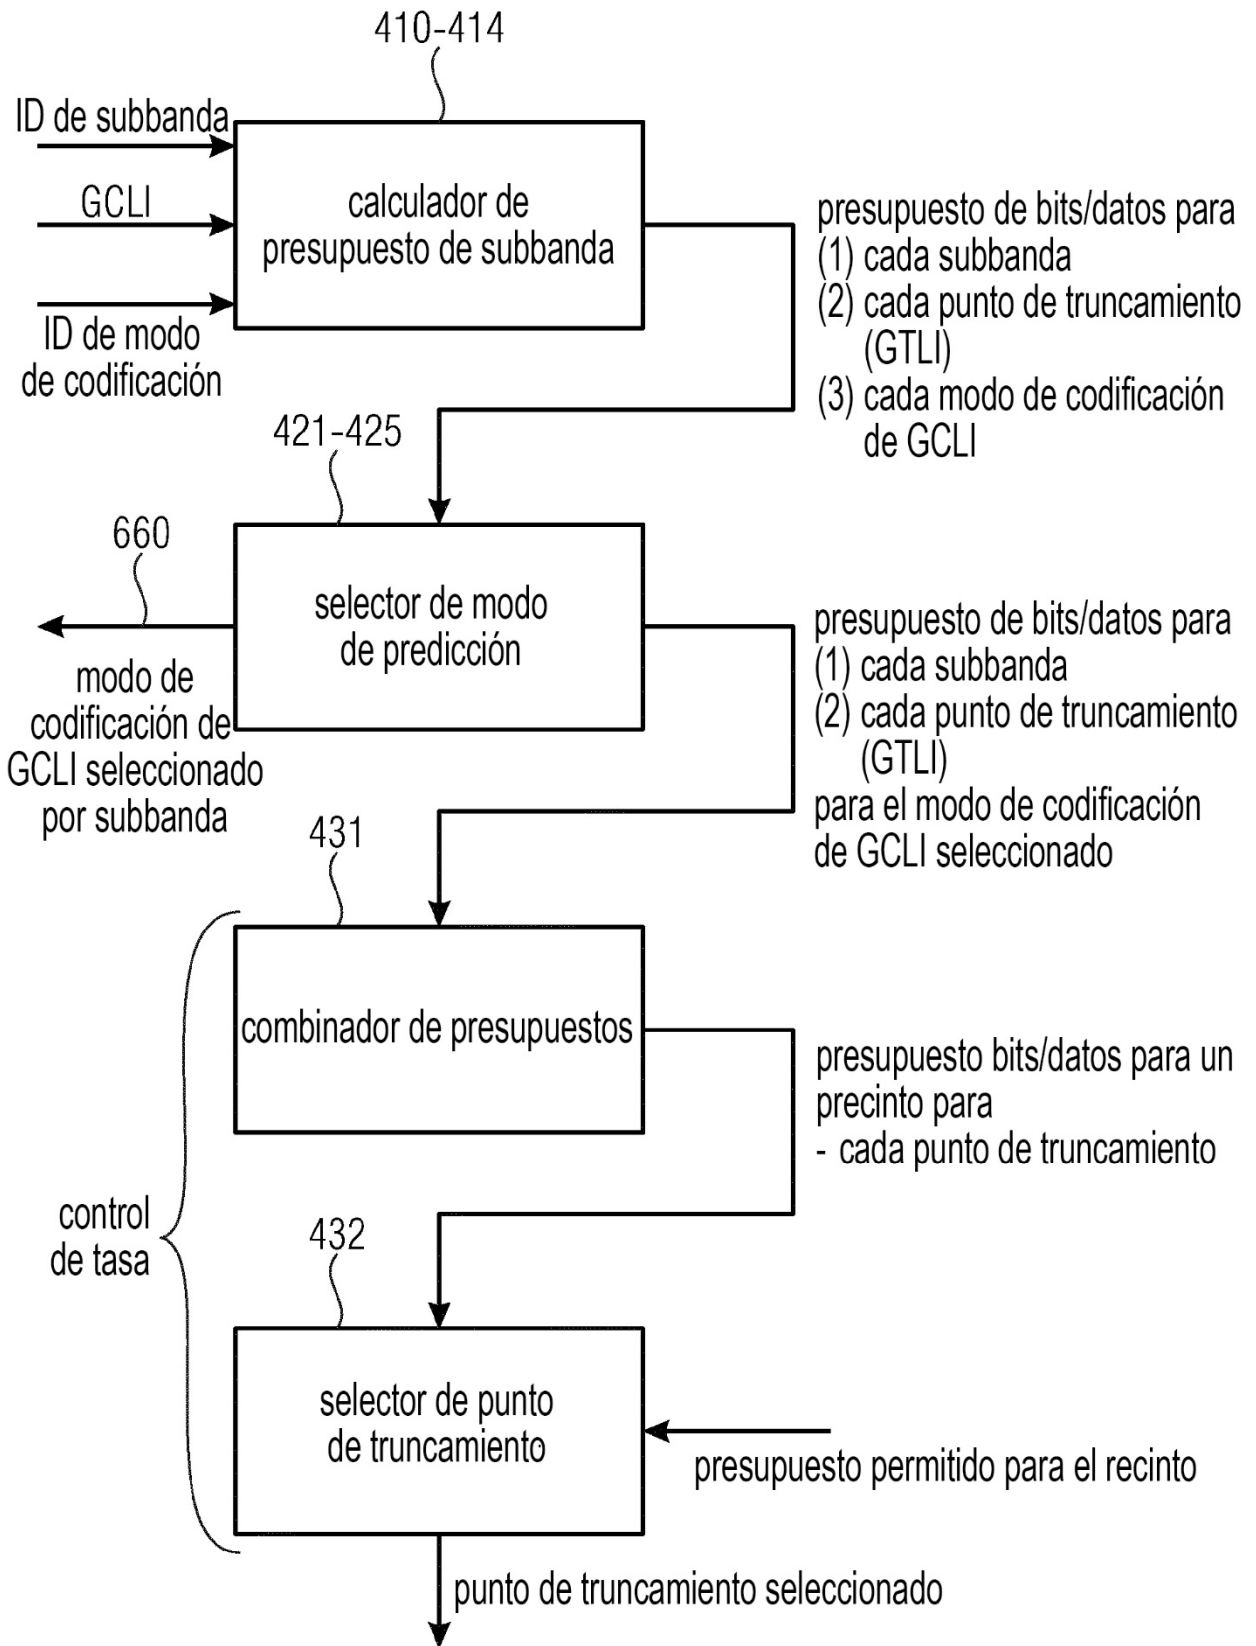 410-414
ID de subbanda
GCLI
ID de modo
de codificación
calculador de
presupuesto de subbanda
presupuesto de bits/datos para
(1) cada subbanda
(2) cada punto de truncamiento
(GTLI)
(3) cada modo de codificación
de GCLI
421-425
660
selector de modo
de predicción
modo de
codificación de
GCLI seleccionado
por subbanda
presupuesto de bits/datos para
(1) cada subbanda
(2) cada punto de truncamiento
(GTLI)
para el modo de codificación
de GCLI seleccionado
431
combinador de presupuestos
presupuesto bits/datos para un
precinto para
- cada punto de truncamiento
control
de tasa
432
selector de punto
de truncamiento
presupuesto permitido para el recinto
punto de truncamiento seleccionado